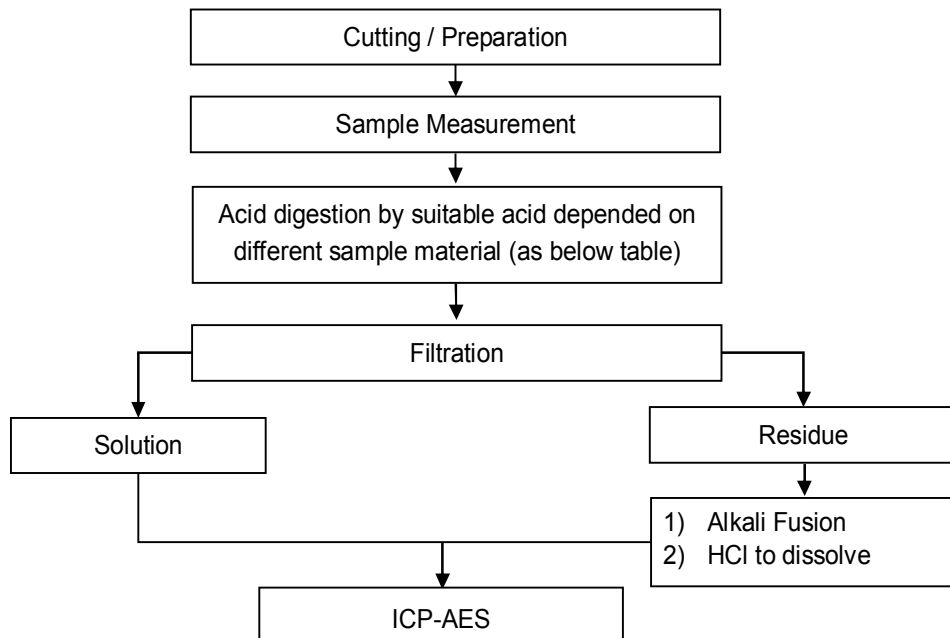 Cutting / Preparation
Sample Measurement
Acid digestion by suitable acid depended on
different sample material (as below table)
Filtration
Solution
Residue
1) Alkali Fusion
2) HCl to dissolve
ICP-AES